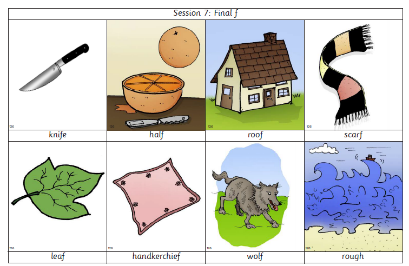 Session 7: Final f
knife
half
roof
scarf
leaf
handkerchief
wolf
rough